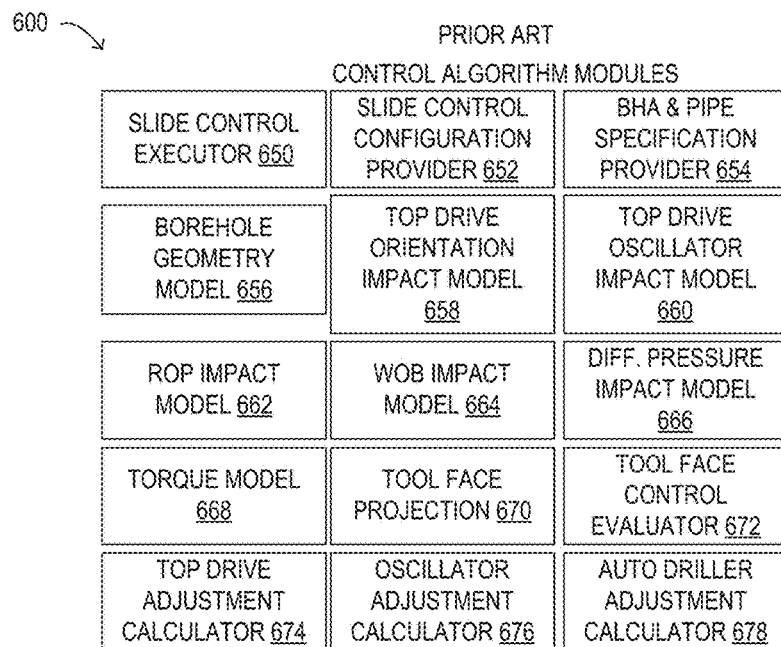 600
PRIOR ART
CONTROL ALGORITHM MODULES
SLIDE CONTROL
EXECUTOR 650
SLIDE CONTROL
CONFIGURATION
PROVIDER 652
BHA & PIPE
SPECIFICATION
PROVIDER 654
BOREHOLE
GEOMETRY
MODEL 656
TOP DRIVE
ORIENTATION
IMPACT MODEL
658
TOP DRIVE
OSCILLATOR
IMPACT MODEL
660
ROP IMPACT
MODEL 662
WOB IMPACT
MODEL 664
DIFF. PRESSURE
IMPACT MODEL
666
TORQUE MODEL
668
TOOL FACE
PROJECTION 670
TOOL FACE
CONTROL
EVALUATOR 672
TOP DRIVE
ADJUSTMENT
CALCULATOR 674
OSCILLATOR
ADJUSTMENT
CALCULATOR 676
AUTO DRILLER
ADJUSTMENT
CALCULATOR 678